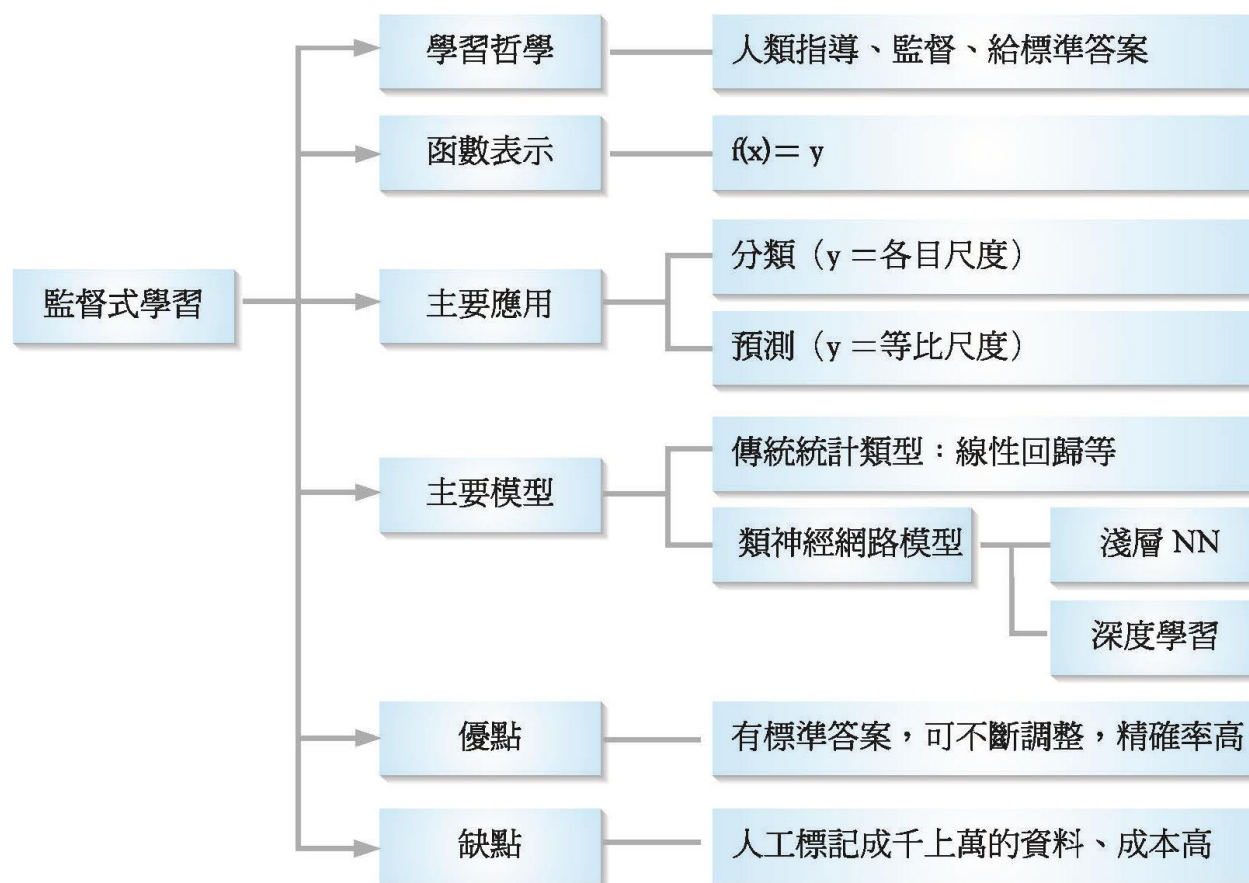 學習哲學
人類指導、監督、給標準答案
函數表示
f(x)＝ y
監督式學習
主要應用
分類（y ＝各目尺度）
預測（y ＝等比尺度）
主要模型
傳統統計類型：線性回歸等
類神經網路模型
淺層 NN
深度學習
優點
有標準答案，可不斷調整，精確率高
缺點
人工標記成千上萬的資料、成本高